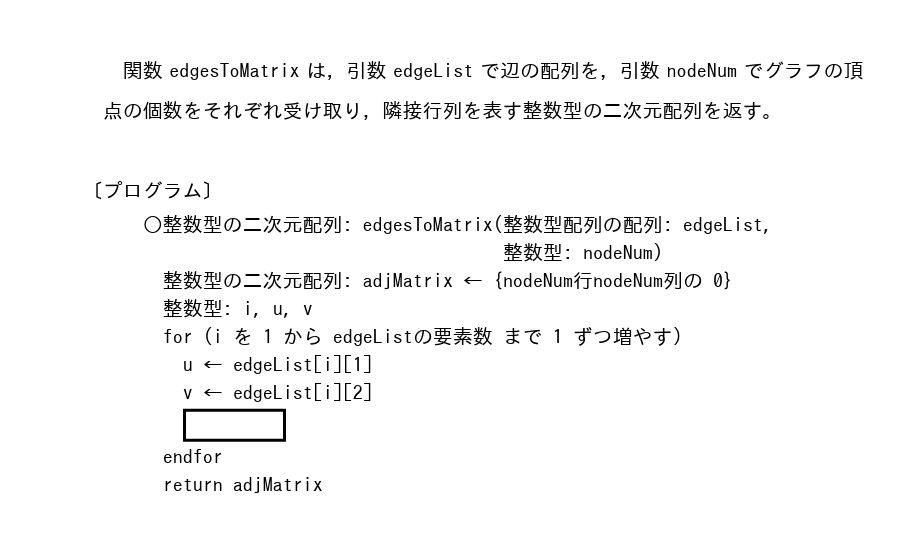 関数 edgesToMatrix は，引数 edgeList で辺の配列を，引数 nodeNum でグラフの頂
点の個数をそれぞれ受け取り，隣接行列を表す整数型の二次元配列を返す。
〔プログラム〕
○整数型の二次元配列: edgesToMatrix(整数型配列の配列: edgeList,
整数型: nodeNum)
整数型の二次元配列: adjMatrix ← {nodeNum行nodeNum列の 0}
整数型: i, u, v
for (i を 1 から edgeListの要素数 まで 1 ずつ増やす)
u ← edgeList[i][1]
v ← edgeList[i][2]
endfor
return adjMatrix